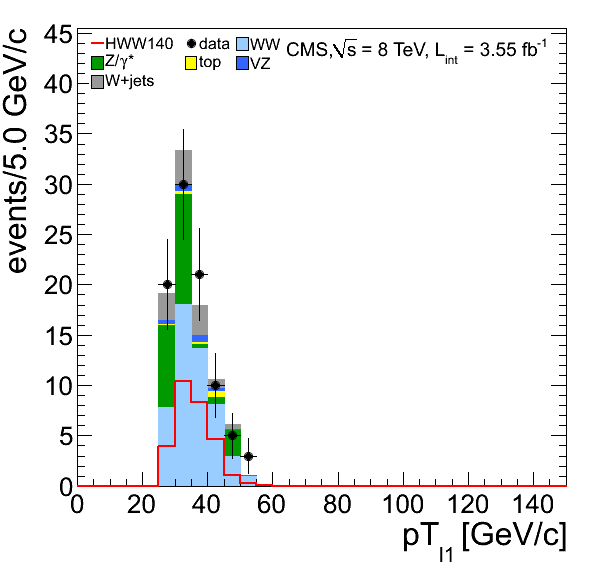 HWW140 data WW CMS,√s = 8 TeV, L_int = 3.55 fb⁻¹
Z/γ* top VZ
W+jets
events/5.0 GeV/c
45
40
35
30
25
20
15
10
5
0
0 20 40 60 80 100 120 140
pT_l1 [GeV/c]